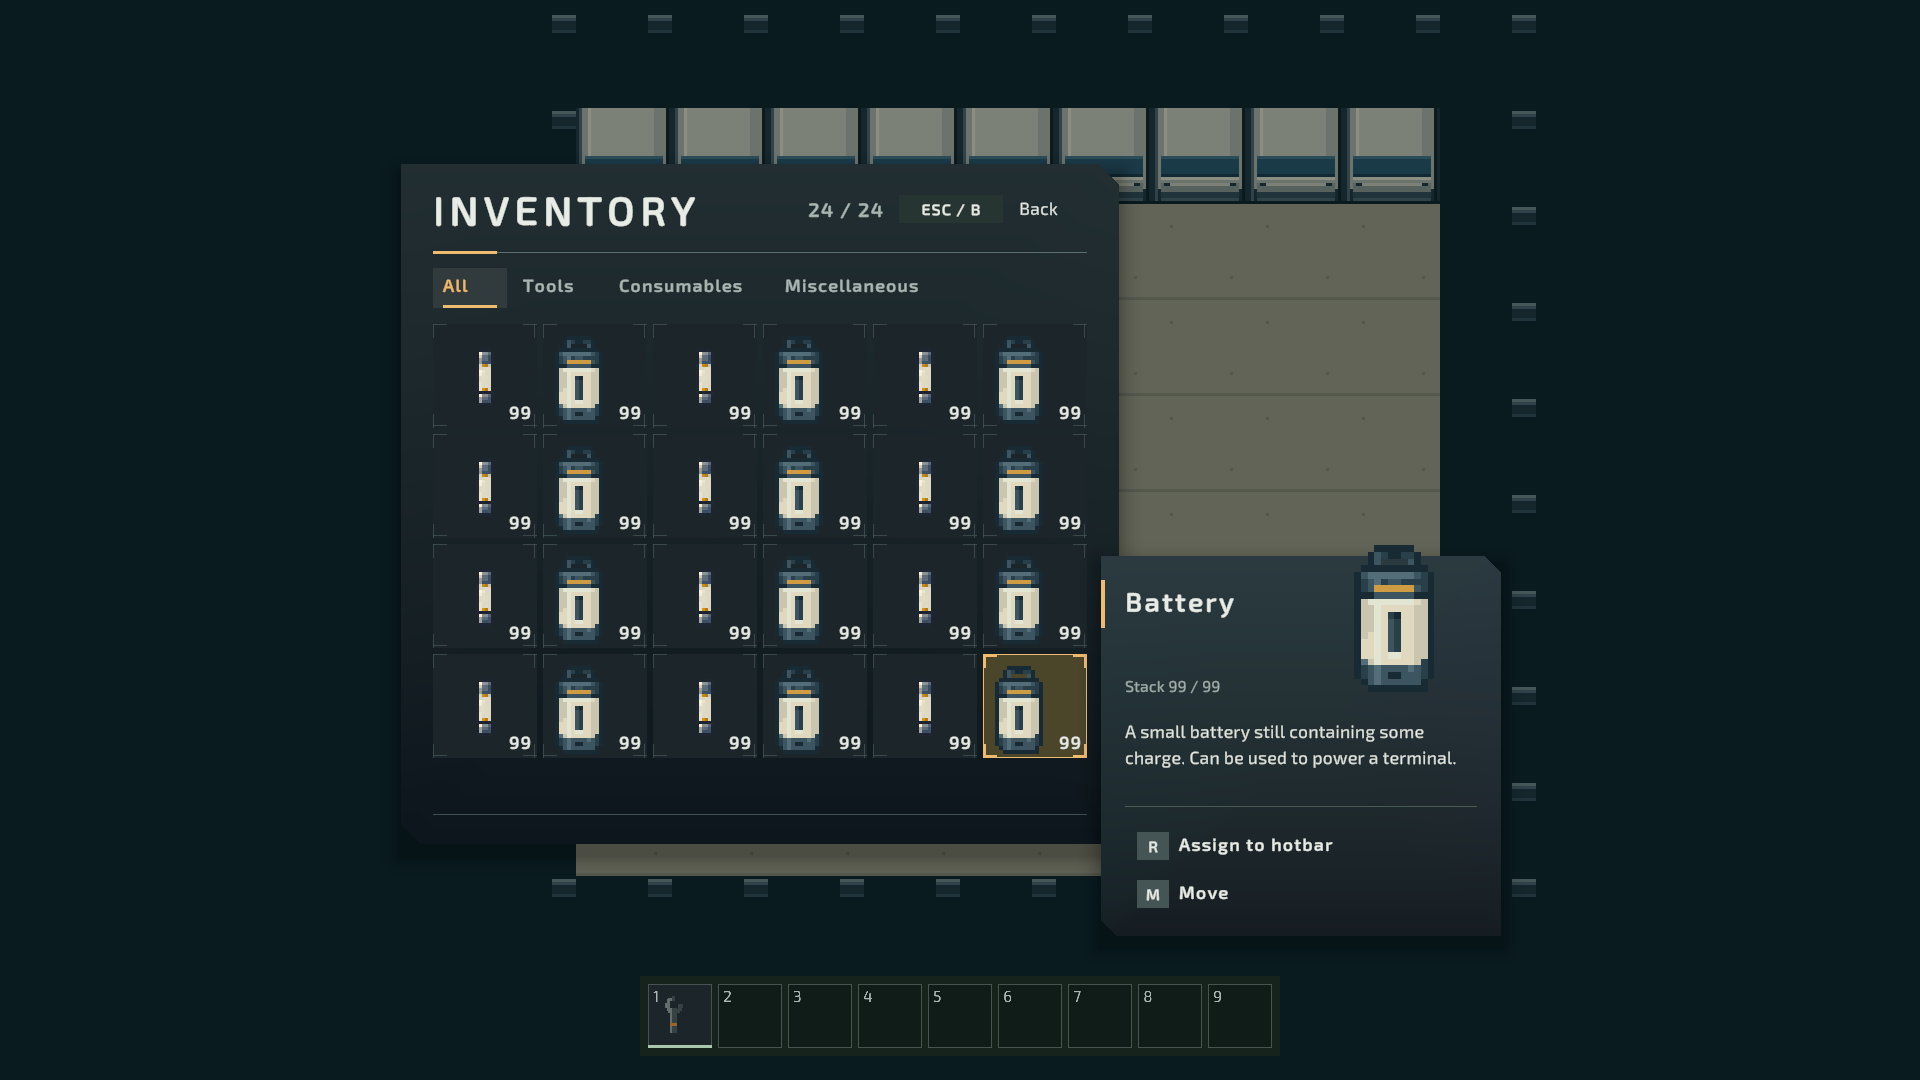 INVENTORY
24 / 24
ESC / B
Back
All
Tools
Consumables
Miscellaneous
99 99 99 99 99 99
99 99 99 99 99 99
99 99 99 99 99 99
99 99 99 99 99 99
Battery
Stack 99 / 99
A small battery still containing some
charge. Can be used to power a terminal.
R Assign to hotbar
M Move
1 2 3 4 5 6 7 8 9